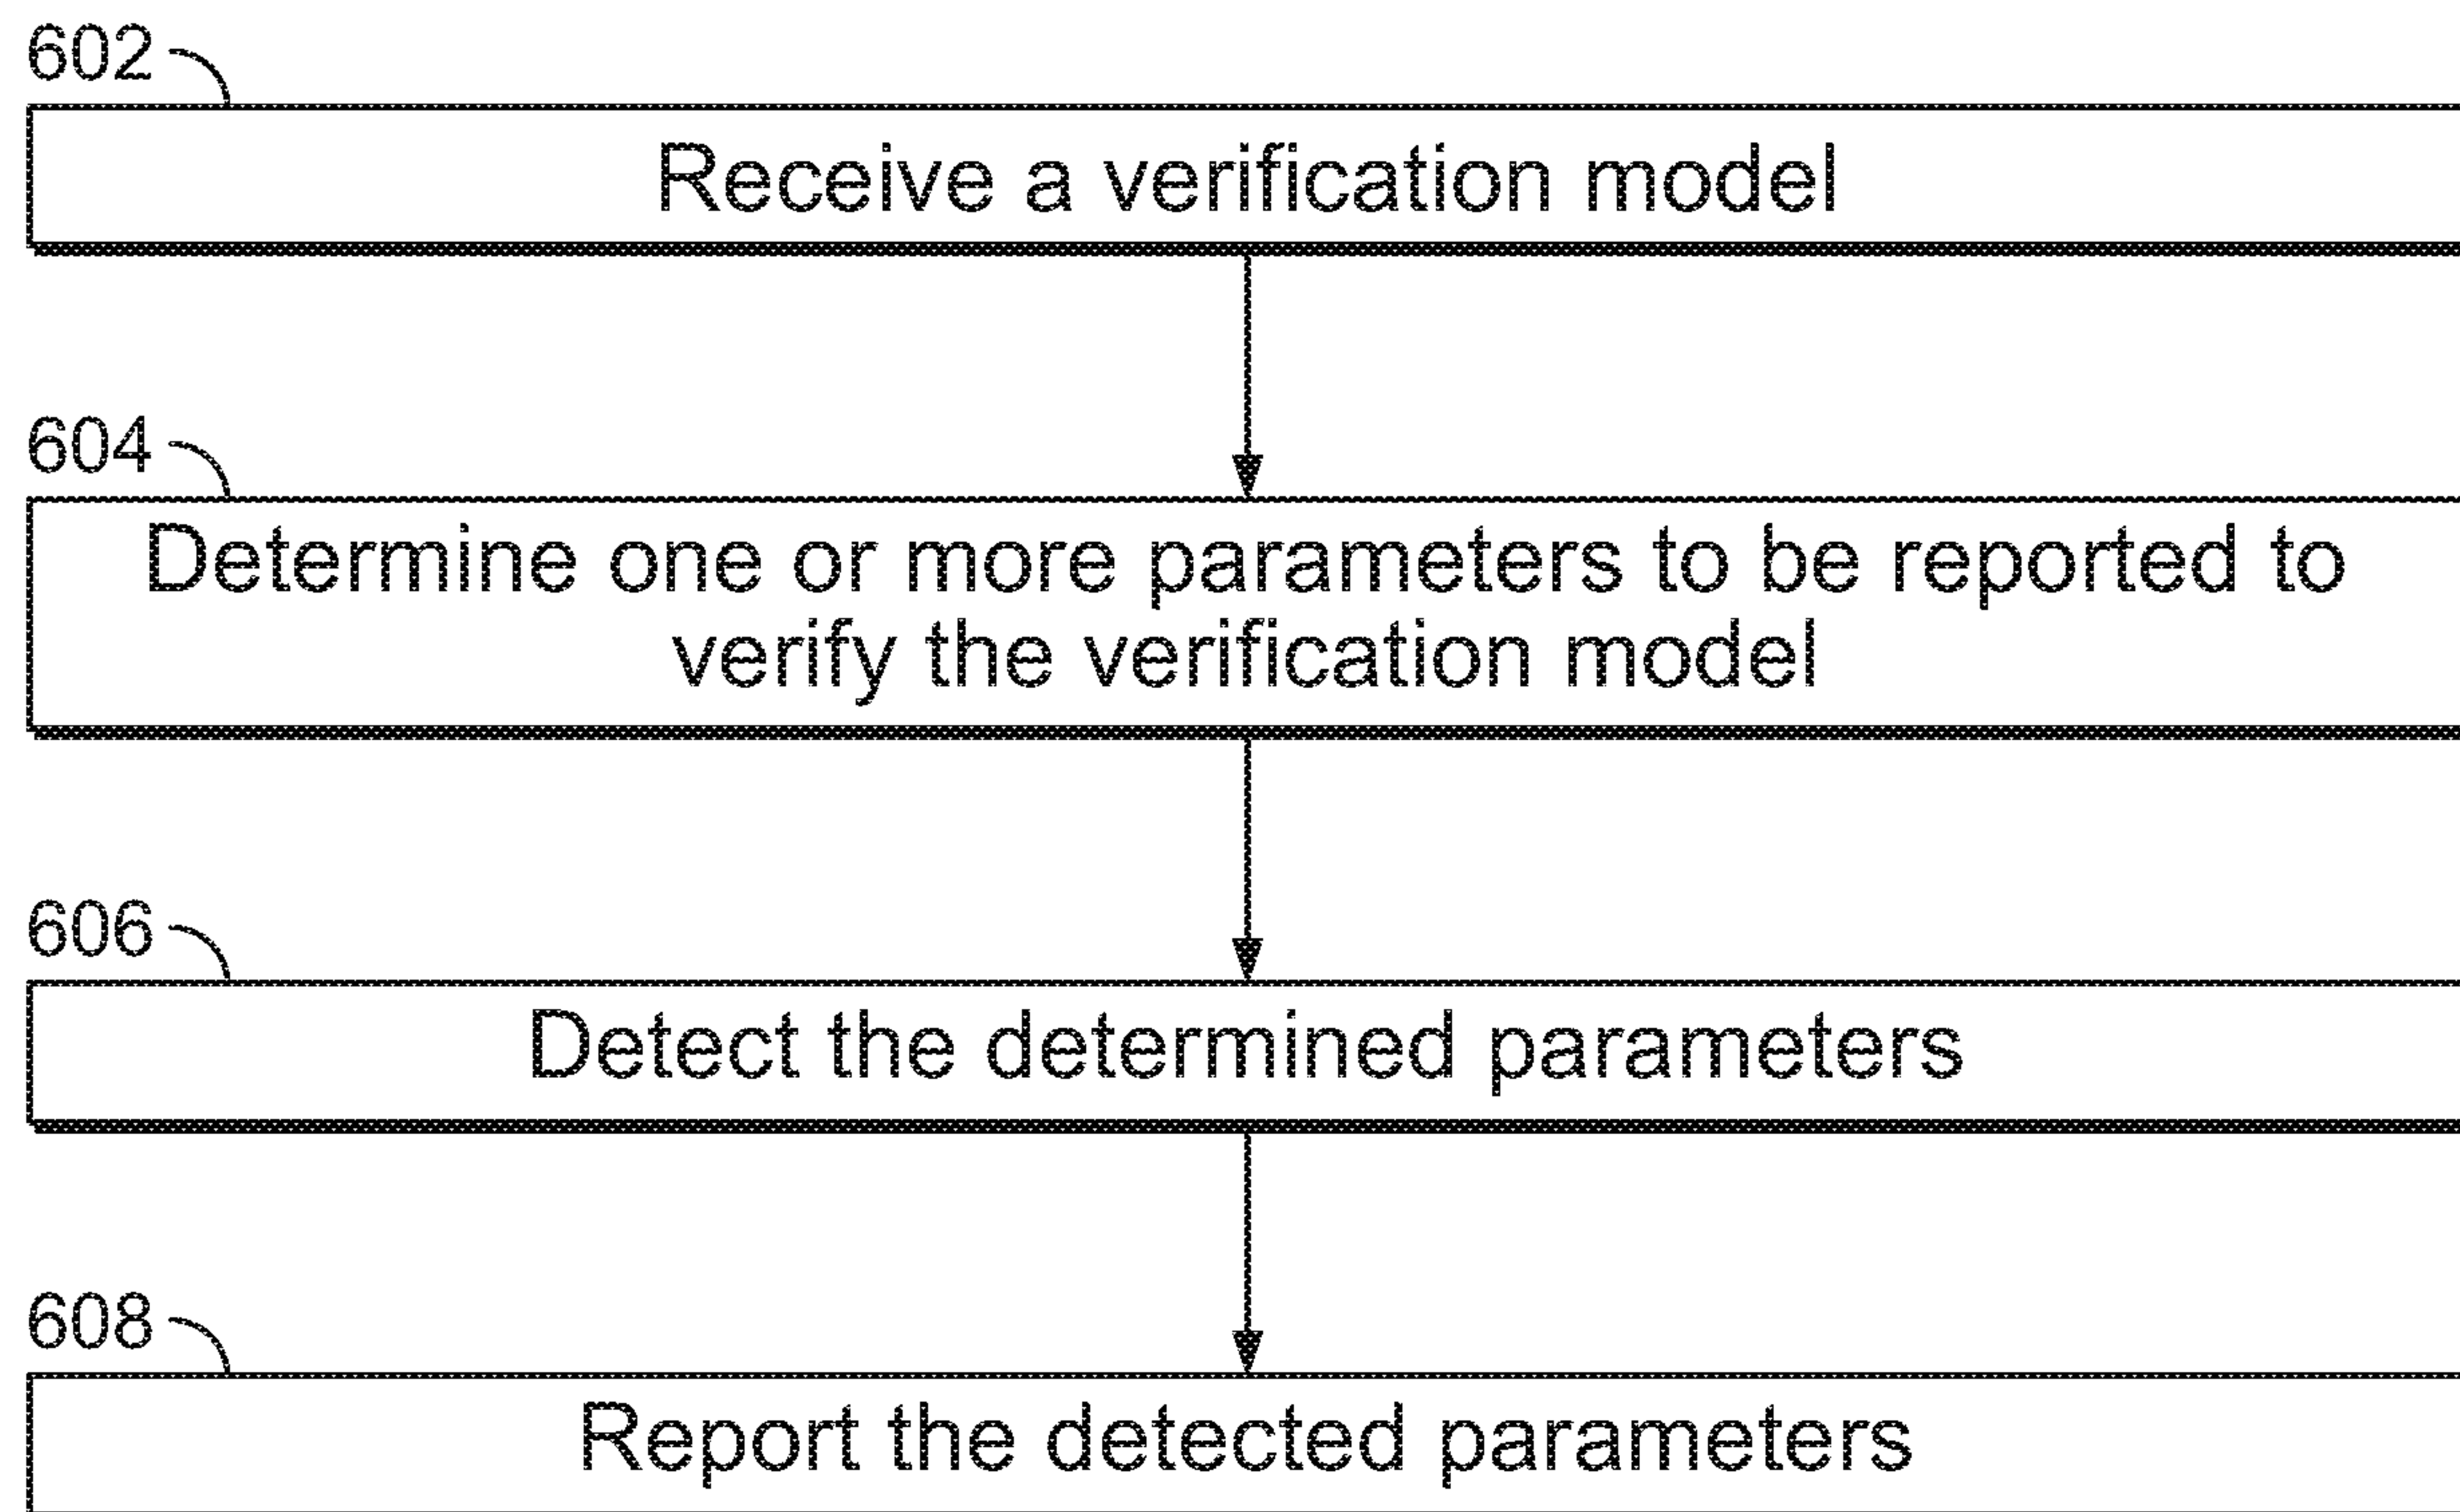 602
Receive a verification model
604
Determine one or more parameters to be reported to
verify the verification model
606
Detect the determined parameters
608
Report the detected parameters